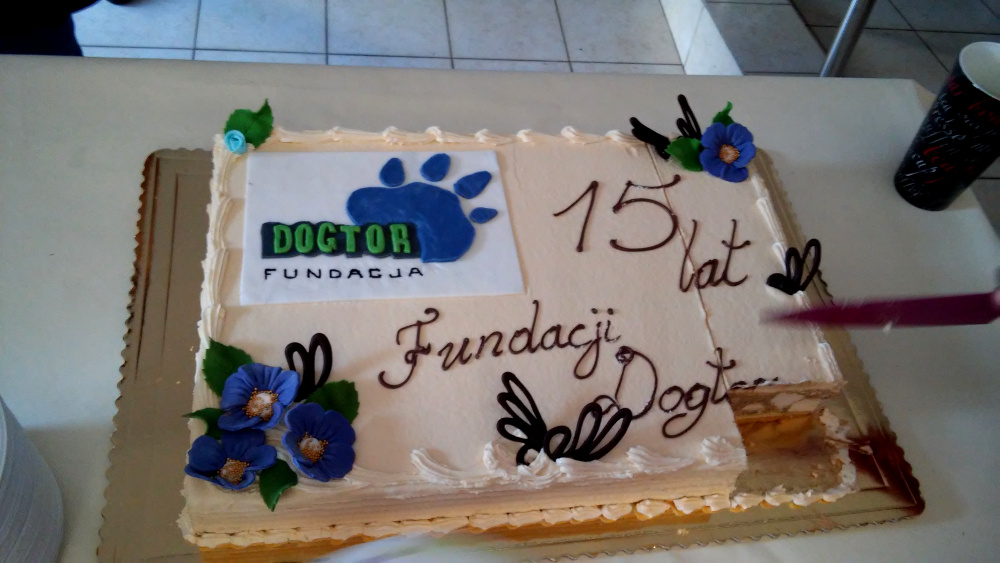 DOGTOR
FUNDACJA
15
lat
Fundacji